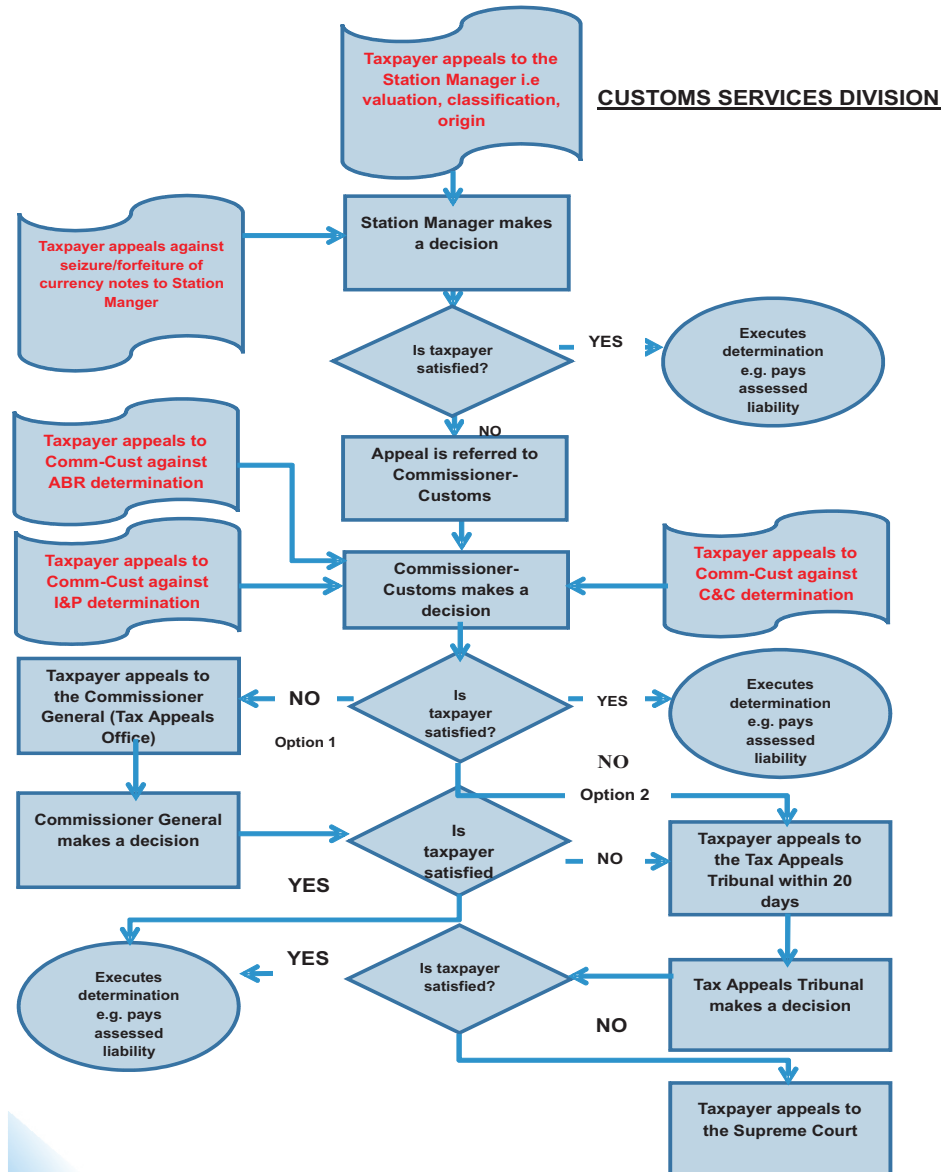 Taxpayer appeals to the
Station Manager i.e
valuation, classification,
origin
CUSTOMS SERVICES DIVISION
Station Manager makes
a decision
Taxpayer appeals against
seizure/forfeiture of
currency notes to Station
Manger
Is taxpayer
satisfied?
YES
Executes
determination
e.g. pays
assessed
liability
NO
Appeal is referred to
Commissioner-
Customs
Taxpayer appeals to
Comm-Cust against
ABR determination
Taxpayer appeals to
Comm-Cust against
I&P determination
Commissioner-
Customs makes a
decision
Taxpayer appeals to
Comm-Cust against
C&C determination
Taxpayer appeals to
the Commissioner
General (Tax Appeals
Office)
NO
Option 1
Is
taxpayer
satisfied?
YES
Executes
determination
e.g. pays
assessed
liability
NO
Option 2
Commissioner General
makes a decision
Is
taxpayer
satisfied
NO
Taxpayer appeals to
the Tax Appeals
Tribunal within 20
days
YES
Executes
determination
e.g. pays
assessed
liability
YES
Is taxpayer
satisfied?
Tax Appeals Tribunal
makes a decision
NO
Taxpayer appeals to
the Supreme Court